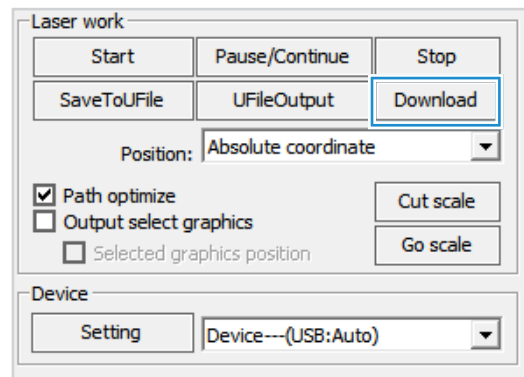 Laser work
Start Pause/Continue Stop
SaveToUFile UFileOutput Download
Position: Absolute coordinate
Path optimize
Cut scale
Output select graphics
Selected graphics position
Go scale
Device
Setting Device---(USB:Auto)